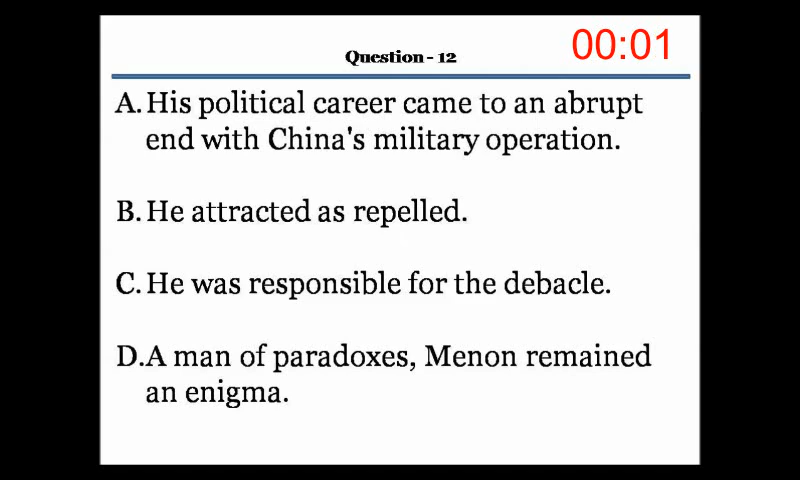 Question - 12
00:01
A. His political career came to an abrupt
end with China's military operation.
B. He attracted as repelled.
C. He was responsible for the debacle.
D.A man of paradoxes, Menon remained
an enigma.